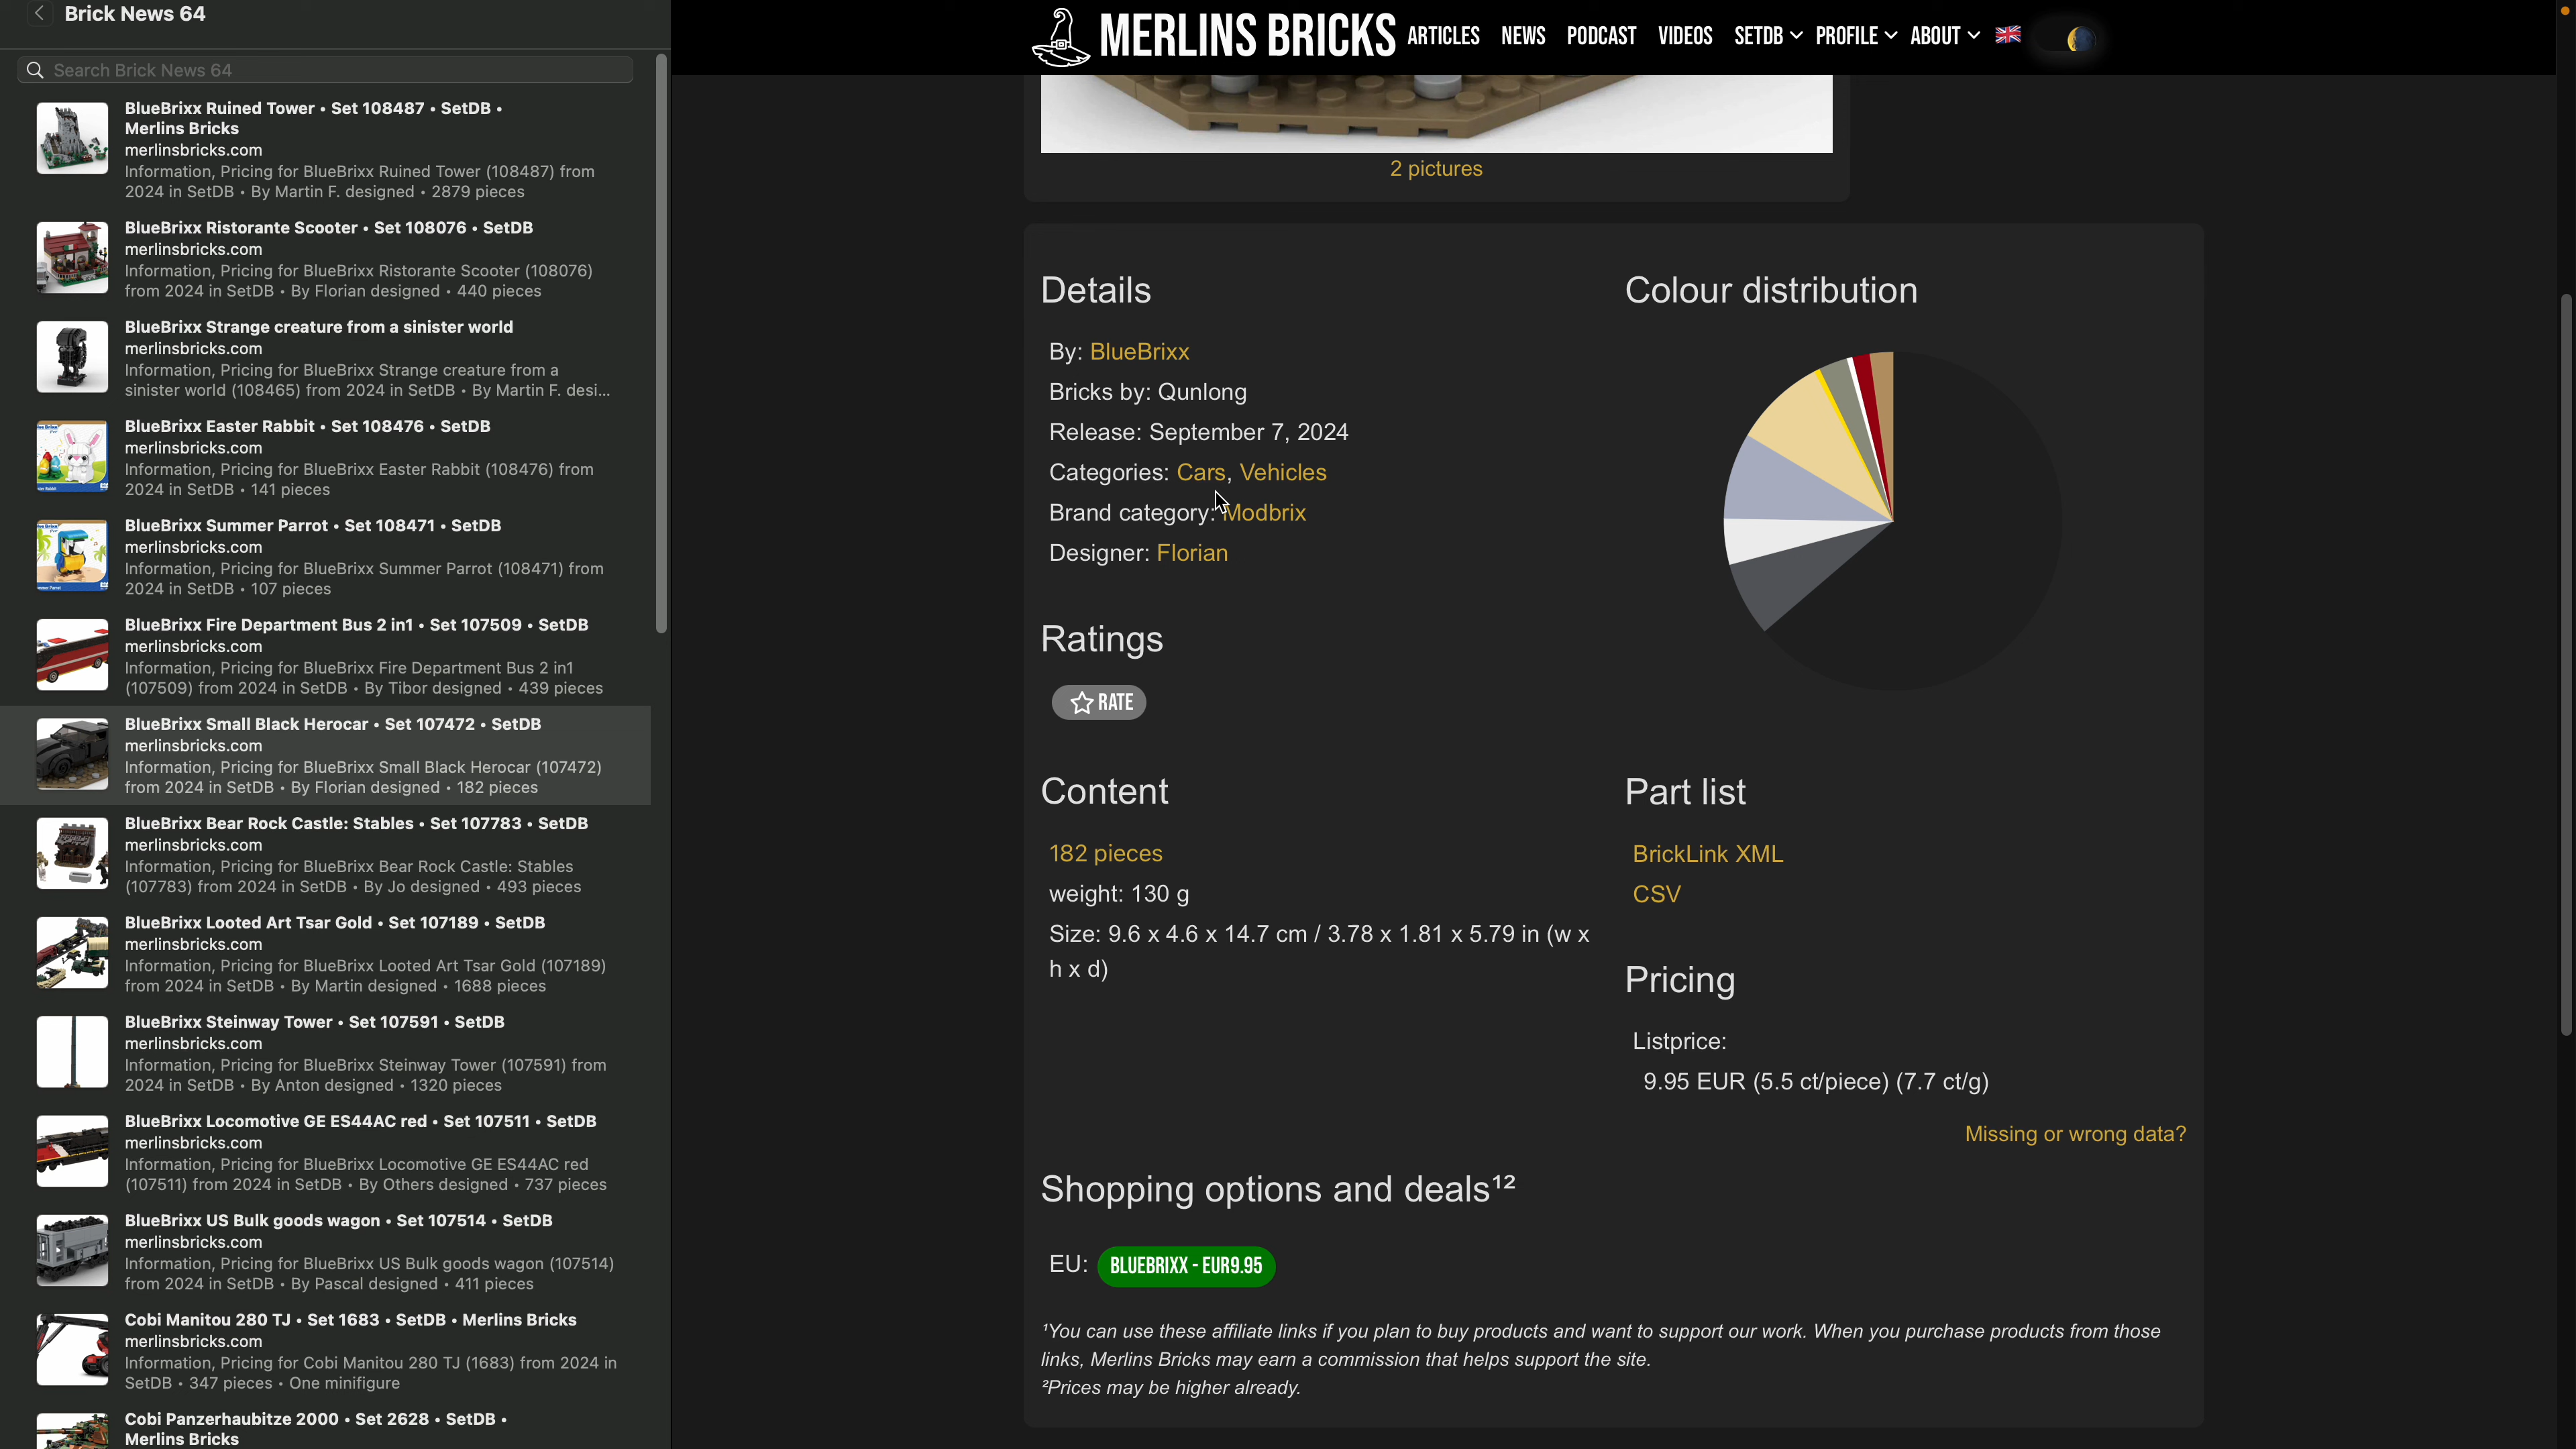 Brick News 64
Search Brick News 64
BlueBrixx Ruined Tower • Set 108487 • SetDB •
Merlins Bricks
merlinsbricks.com
Information, Pricing for BlueBrixx Ruined Tower (108487) from
2024 in SetDB • By Martin F. designed • 2879 pieces
BlueBrixx Ristorante Scooter • Set 108076 • SetDB
merlinsbricks.com
Information, Pricing for BlueBrixx Ristorante Scooter (108076)
from 2024 in SetDB • By Florian designed • 440 pieces
BlueBrixx Strange creature from a sinister world
merlinsbricks.com
Information, Pricing for BlueBrixx Strange creature from a
sinister world (108465) from 2024 in SetDB • By Martin F. desi...
BlueBrixx Easter Rabbit • Set 108476 • SetDB
merlinsbricks.com
Information, Pricing for BlueBrixx Easter Rabbit (108476) from
2024 in SetDB • 141 pieces
BlueBrixx Summer Parrot • Set 108471 • SetDB
merlinsbricks.com
Information, Pricing for BlueBrixx Summer Parrot (108471) from
2024 in SetDB • 107 pieces
BlueBrixx Fire Department Bus 2 in1 • Set 107509 • SetDB
merlinsbricks.com
Information, Pricing for BlueBrixx Fire Department Bus 2 in1
(107509) from 2024 in SetDB • By Tibor designed • 439 pieces
BlueBrixx Small Black Herocar • Set 107472 • SetDB
merlinsbricks.com
Information, Pricing for BlueBrixx Small Black Herocar (107472)
from 2024 in SetDB • By Florian designed • 182 pieces
BlueBrixx Bear Rock Castle: Stables • Set 107783 • SetDB
merlinsbricks.com
Information, Pricing for BlueBrixx Bear Rock Castle: Stables
(107783) from 2024 in SetDB • By Jo designed • 493 pieces
BlueBrixx Looted Art Tsar Gold • Set 107189 • SetDB
merlinsbricks.com
Information, Pricing for BlueBrixx Looted Art Tsar Gold (107189)
from 2024 in SetDB • By Martin designed • 1688 pieces
BlueBrixx Steinway Tower • Set 107591 • SetDB
merlinsbricks.com
Information, Pricing for BlueBrixx Steinway Tower (107591) from
2024 in SetDB • By Anton designed • 1320 pieces
BlueBrixx Locomotive GE ES44AC red • Set 107511 • SetDB
merlinsbricks.com
Information, Pricing for BlueBrixx Locomotive GE ES44AC red
(107511) from 2024 in SetDB • By Others designed • 737 pieces
BlueBrixx US Bulk goods wagon • Set 107514 • SetDB
merlinsbricks.com
Information, Pricing for BlueBrixx US Bulk goods wagon (107514)
from 2024 in SetDB • By Pascal designed • 411 pieces
Cobi Manitou 280 TJ • Set 1683 • SetDB • Merlins Bricks
merlinsbricks.com
Information, Pricing for Cobi Manitou 280 TJ (1683) from 2024 in
SetDB • 347 pieces • One minifigure
Cobi Panzerhaubitze 2000 • Set 2628 • SetDB •
Merlins Bricks
MERLINS BRICKS ARTICLES NEWS PODCAST VIDEOS SETDB PROFILE ABOUT
2 pictures
Details
By: BlueBrixx
Bricks by: Qunlong
Release: September 7, 2024
Categories: Cars, Vehicles
Brand category: Modbrix
Designer: Florian
Colour distribution
Ratings
RATE
Content
182 pieces
weight: 130 g
Size: 9.6 x 4.6 x 14.7 cm / 3.78 x 1.81 x 5.79 in (w x
h x d)
Part list
BrickLink XML
CSV
Pricing
Listprice:
9.95 EUR (5.5 ct/piece) (7.7 ct/g)
Missing or wrong data?
Shopping options and deals¹²
EU: BLUEBRIXX - EUR9.95
¹You can use these affiliate links if you plan to buy products and want to support our work. When you purchase products from those
links, Merlins Bricks may earn a commission that helps support the site.
²Prices may be higher already.